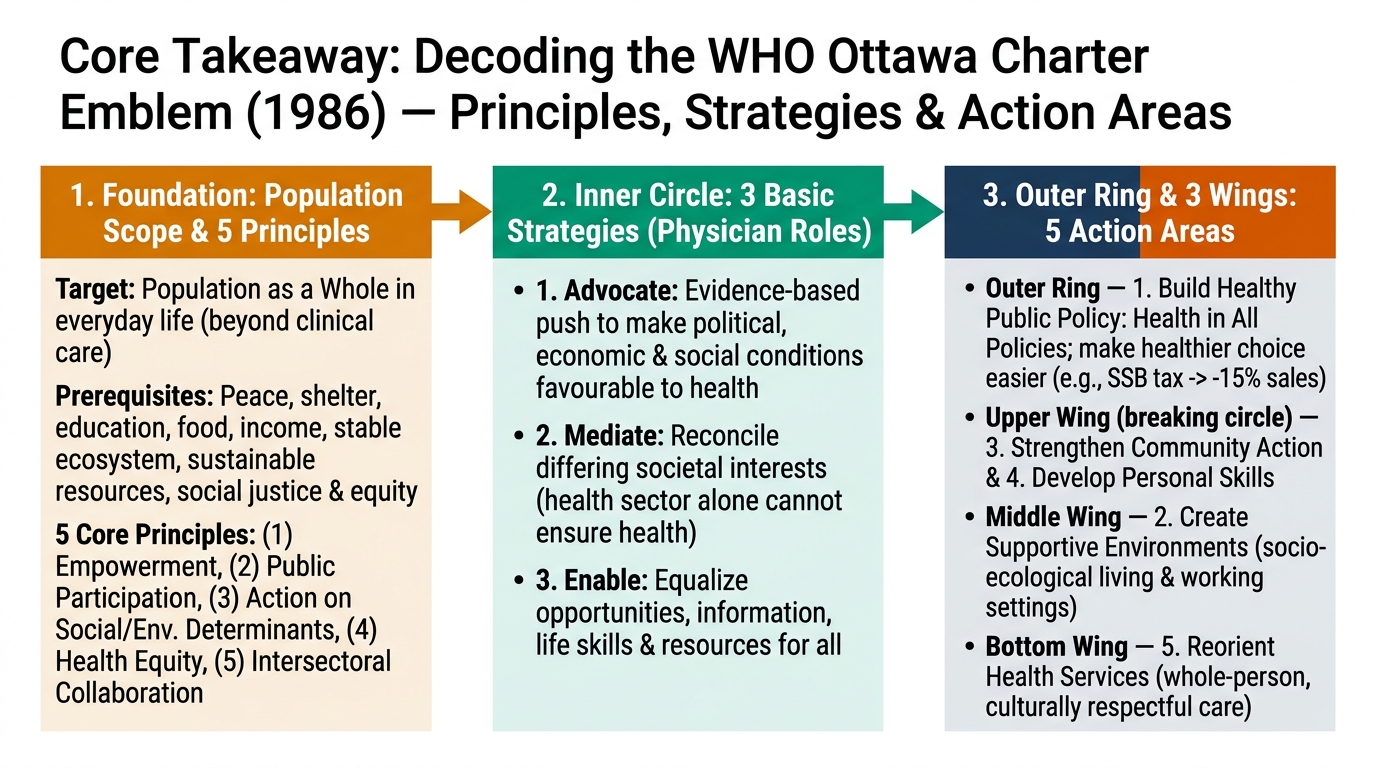 Core Takeaway: Decoding the WHO Ottawa Charter
Emblem (1986) — Principles, Strategies & Action Areas
1. Foundation: Population
Scope & 5 Principles
Target: Population as a Whole in
everyday life (beyond clinical
care)
Prerequisites: Peace, shelter,
education, food, income, stable
ecosystem, sustainable
resources, social justice & equity
5 Core Principles: (1)
Empowerment, (2) Public
Participation, (3) Action on
Social/Env. Determinants, (4)
Health Equity, (5) Intersectoral
Collaboration
2. Inner Circle: 3 Basic
Strategies (Physician Roles)
• 1. Advocate: Evidence-based
push to make political,
economic & social conditions
favourable to health
• 2. Mediate: Reconcile
differing societal interests
(health sector alone cannot
ensure health)
• 3. Enable: Equalize
opportunities, information,
life skills & resources for all
3. Outer Ring & 3 Wings:
5 Action Areas
• Outer Ring — 1. Build Healthy
Public Policy: Health in All
Policies; make healthier choice
easier (e.g., SSB tax -> -15% sales)
• Upper Wing (breaking circle) —
3. Strengthen Community Action
& 4. Develop Personal Skills
• Middle Wing — 2. Create
Supportive Environments (socio-
ecological living & working
settings)
• Bottom Wing — 5. Reorient
Health Services (whole-person,
culturally respectful care)